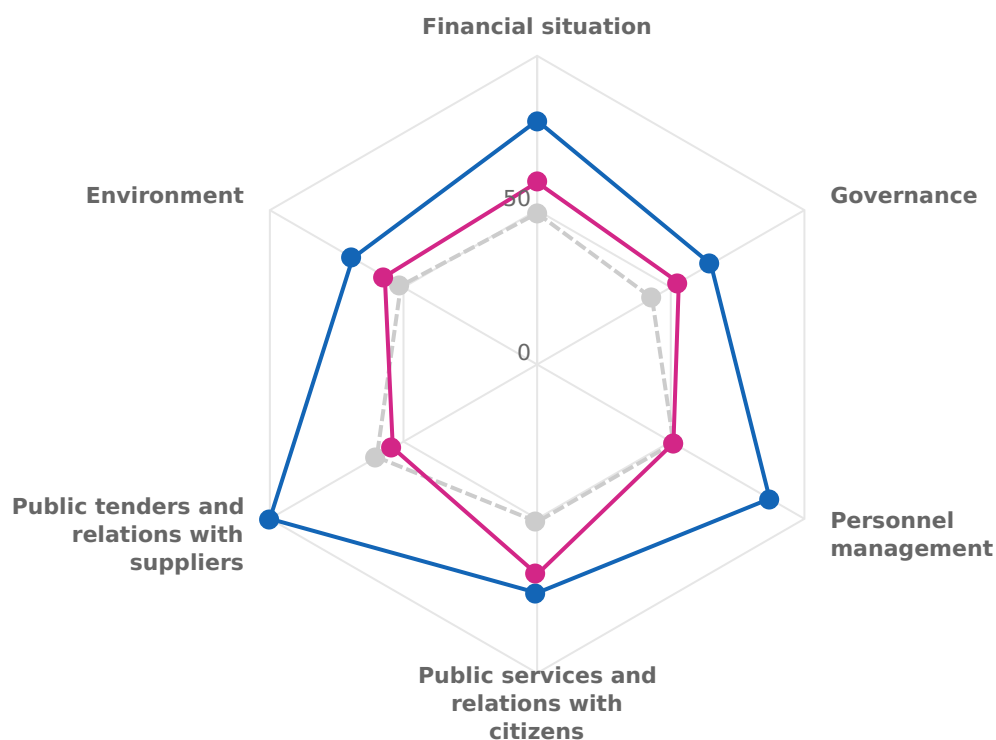 Financial situation
Environment
50
Governance
0
Public tenders and
relations with
suppliers
Personnel
management
Public services and
relations with
citizens